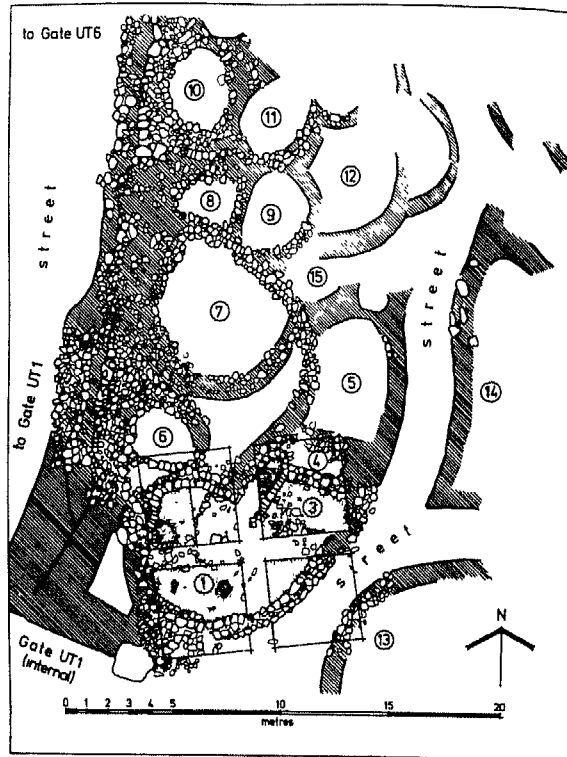 to Gate UT6
⑩
⑪
⑫
⑧
⑨
street
⑮
street
⑦
⑤
⑭
to Gate UT1
⑥
④
③
①
street
⑬
N
Gate UT1
(internal)
0 1 2 3 4 5 10 15 20
metres